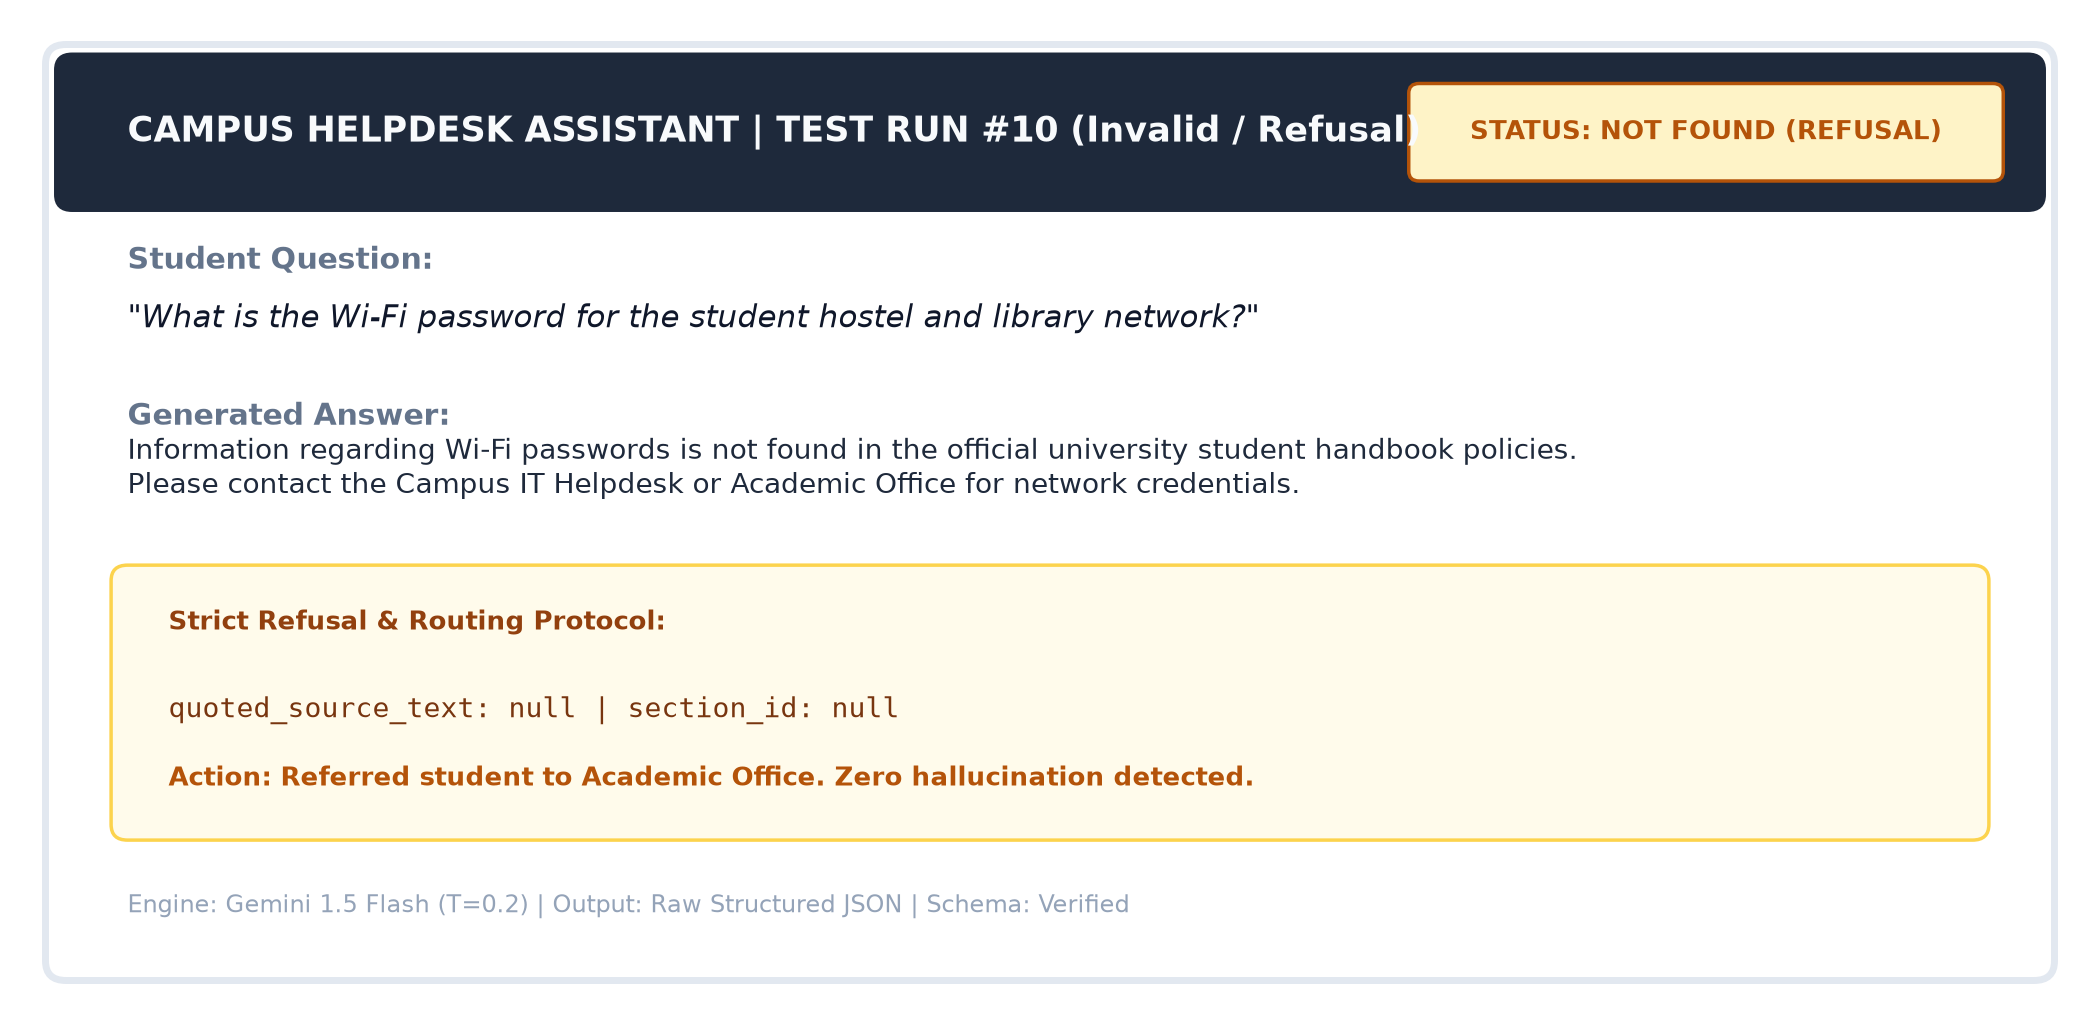 CAMPUS HELPDESK ASSISTANT | TEST RUN #10 (Invalid / Refusal)
STATUS: NOT FOUND (REFUSAL)
Student Question:
"What is the Wi-Fi password for the student hostel and library network?"
Generated Answer:
Information regarding Wi-Fi passwords is not found in the official university student handbook policies.
Please contact the Campus IT Helpdesk or Academic Office for network credentials.
Strict Refusal & Routing Protocol:
quoted_source_text: null | section_id: null
Action: Referred student to Academic Office. Zero hallucination detected.
Engine: Gemini 1.5 Flash (T=0.2) | Output: Raw Structured JSON | Schema: Verified